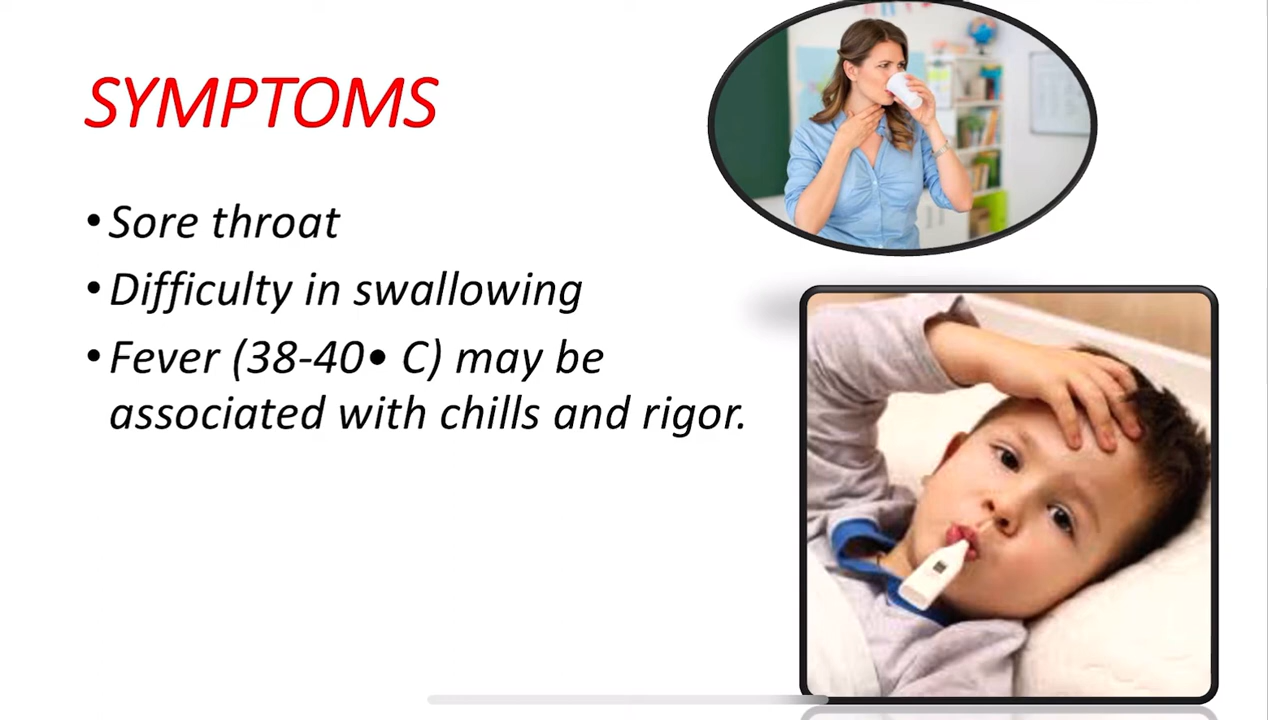 SYMPTOMS
•Sore throat
•Difficulty in swallowing
•Fever (38-40• C) may be
associated with chills and rigor.